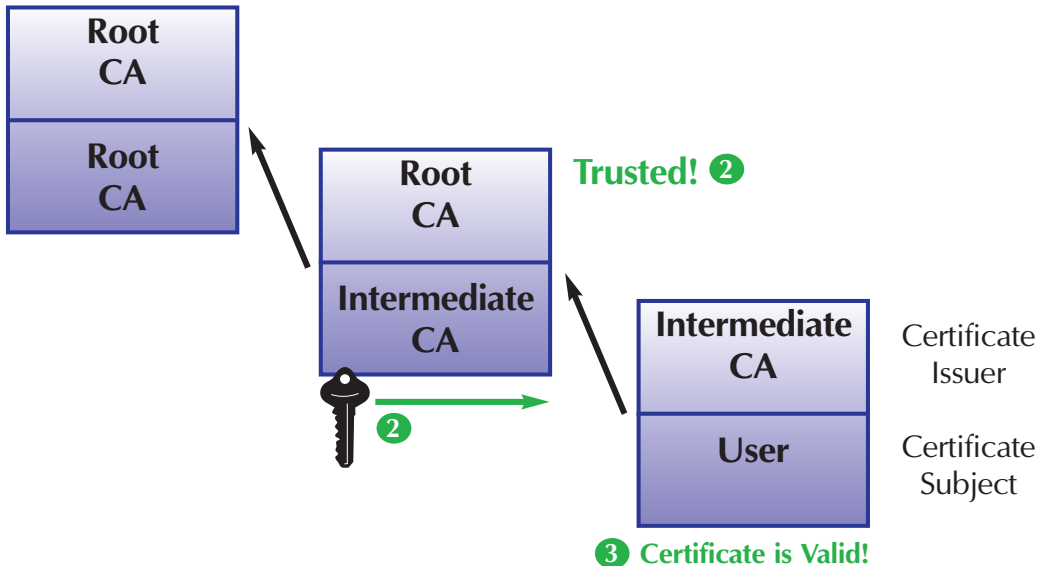 Root
CA
Root
CA
Root
CA
Trusted! 2
Intermediate
CA
2
Intermediate
CA
Certificate
Issuer
User
Certificate
Subject
3 Certificate is Valid!